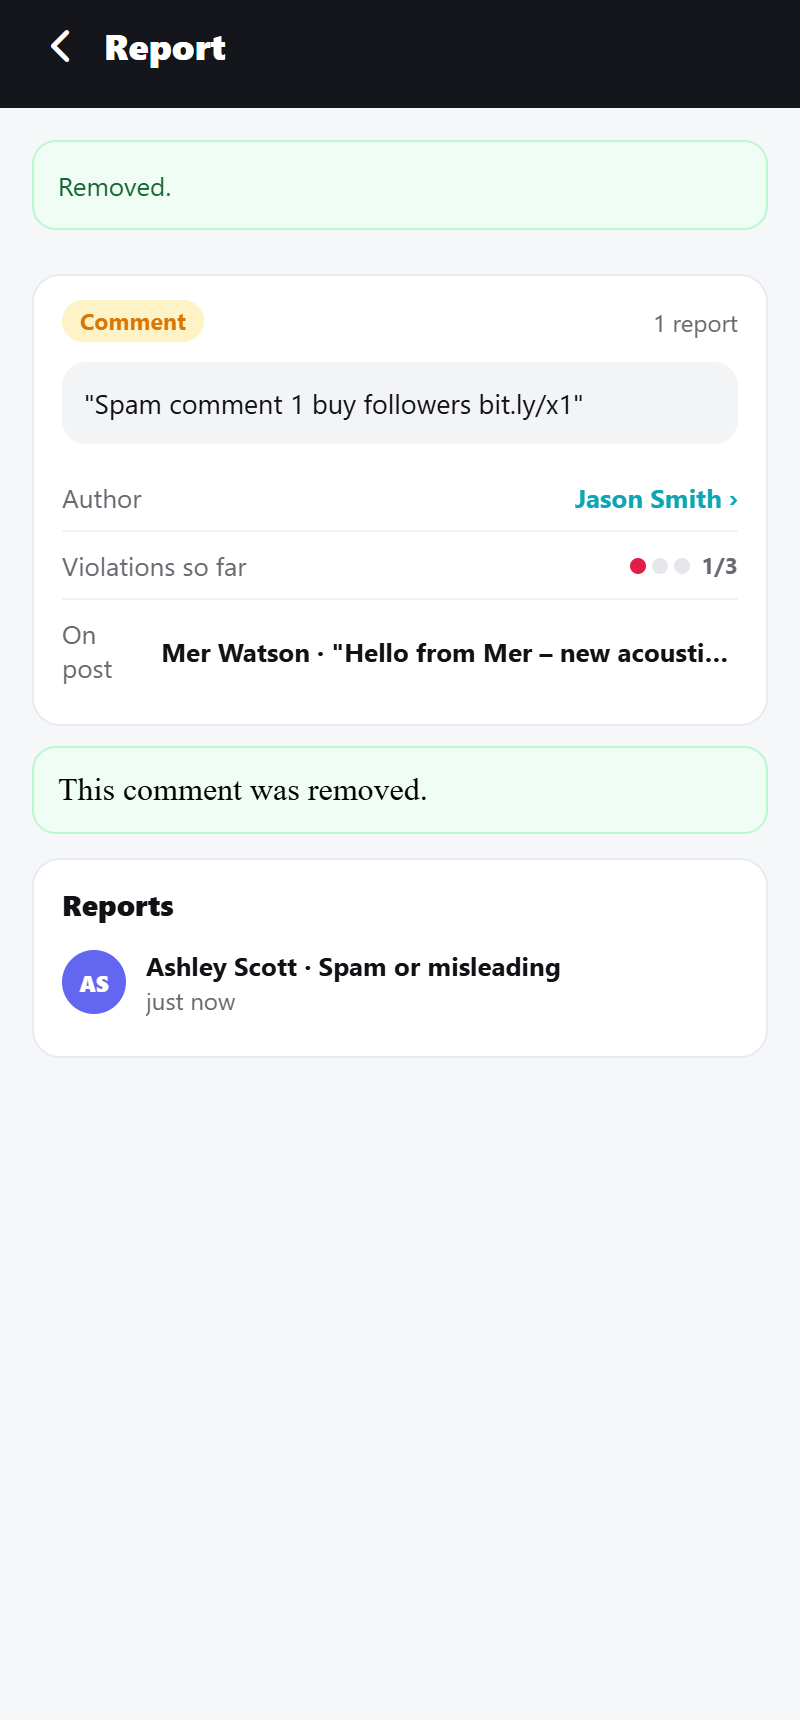 Report
Removed.
Comment
1 report
"Spam comment 1 buy followers bit.ly/x1"
Author
Jason Smith ›
Violations so far
1/3
On
post
Mer Watson · "Hello from Mer – new acousti...
This comment was removed.
Reports
AS
Ashley Scott · Spam or misleading
just now